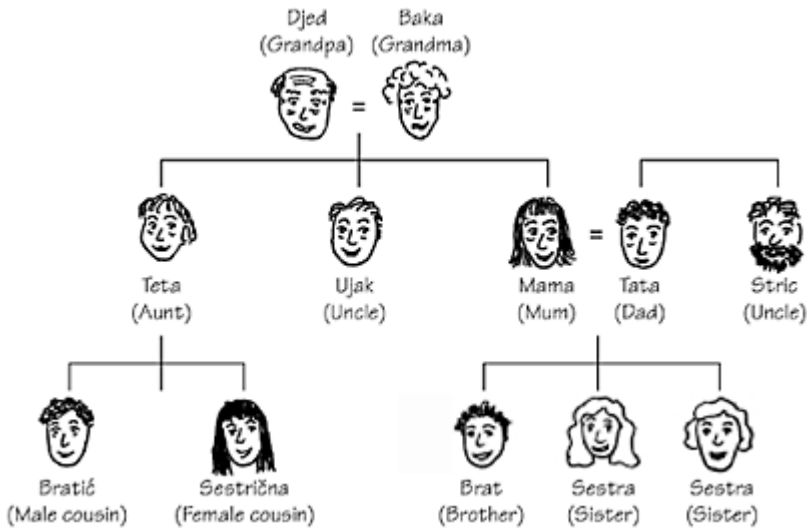 Djed Baka
(Grandpa) (Grandma)
=
=
Teta Ujak Mama Tata Stric
(Aunt) (Uncle) (Mum) (Dad) (Uncle)
Bratić Sestrična Brat Sestra Sestra
(Male cousin) (Female cousin) (Brother) (Sister) (Sister)